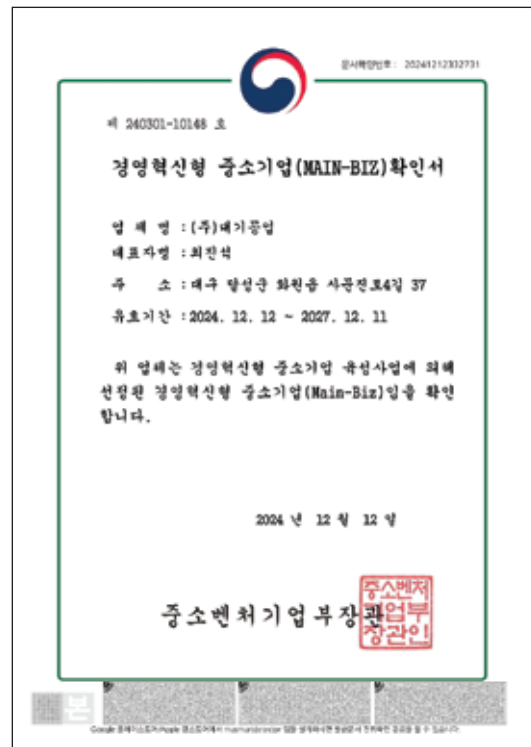 문서확인번호 : 20241212302731
제 240301-10148 호
경영혁신형 중소기업(MAIN-BIZ)확인서
업 체 명 : (주)대기공업
대표자명 : 최진석
주 소 : 대구 달성군 화원읍 사문진로4길 37
유효기간 : 2024. 12. 12 ~ 2027. 12. 11
위 업체는 경영혁신형 중소기업 육성사업에 의해
선정된 경영혁신형 중소기업(Main-Biz)임을 확인
합니다.
2024 년 12 월 12 일
중소벤처기업부장관
중소벤처
기업부
장관인
본